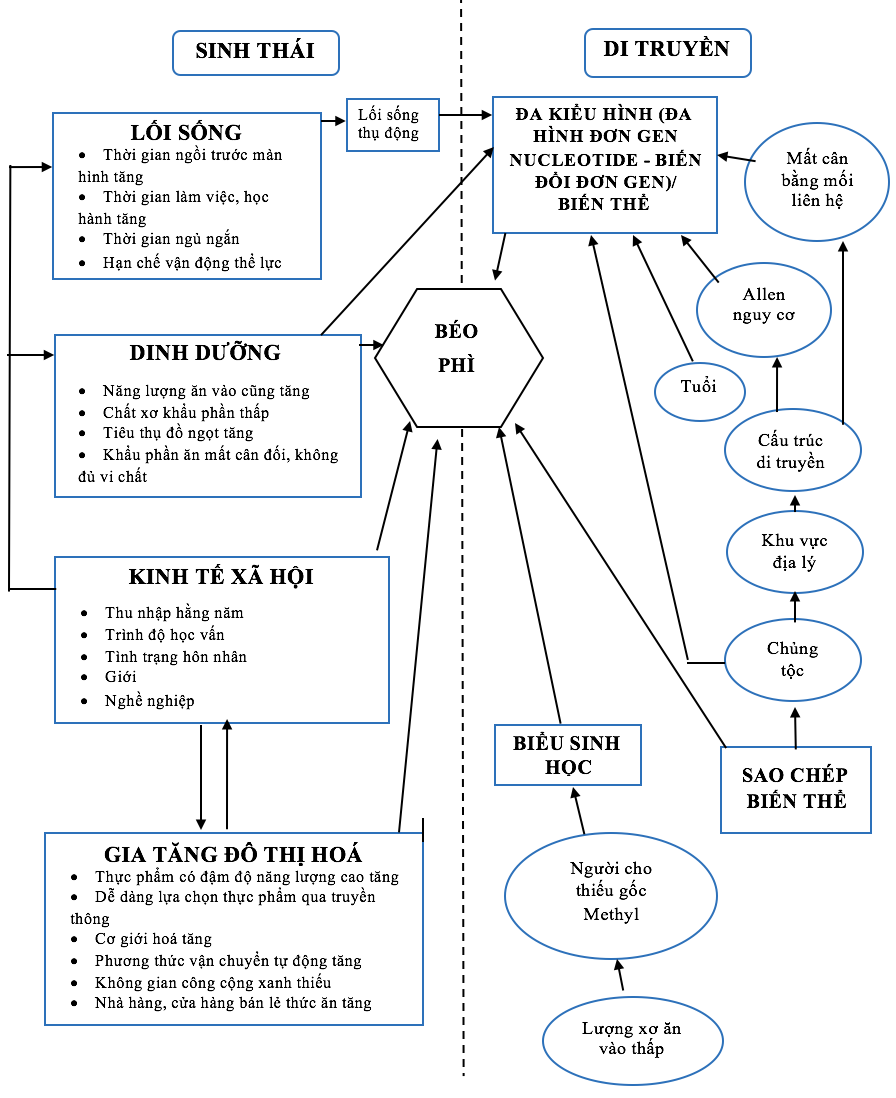 SINH THÁI
DI TRUYỀN
LỐI SỐNG
Thời gian ngồi trước màn
hình tăng
Thời gian làm việc, học
hành tăng
Thời gian ngủ ngắn
Hạn chế vận động thể lực
Lối sống
thụ động
ĐA KIỂU HÌNH (ĐA
HÌNH ĐƠN GEN
NUCLEOTIDE - BIẾN
ĐỔI ĐƠN GEN)/
BIẾN THỂ
Mất cân
bằng mối
liên hệ
Allen
nguy cơ
Tuổi
BÉO
PHÌ
DINH DƯỠNG
Năng lượng ăn vào cũng tăng
Chất xơ khẩu phần thấp
Tiêu thụ đồ ngọt tăng
Khẩu phần ăn mất cân đối, không
đủ vi chất
Cấu trúc
di truyền
Khu vực
địa lý
Chủng
tộc
KINH TẾ XÃ HỘI
Thu nhập hằng năm
Trình độ học vấn
Tình trạng hôn nhân
Giới
Nghề nghiệp
BIỂU SINH
HỌC
SAO CHÉP
BIẾN THỂ
GIA TĂNG ĐÔ THỊ HOÁ
Thực phẩm có đậm độ năng lượng cao tăng
Dễ dàng lựa chọn thực phẩm qua truyền
thông
Cơ giới hoá tăng
Phương thức vận chuyển tự động tăng
Không gian công cộng xanh thiếu
Nhà hàng, cửa hàng bán lẻ thức ăn tăng
Người cho
thiếu gốc
Methyl
Lượng xơ ăn
vào thấp